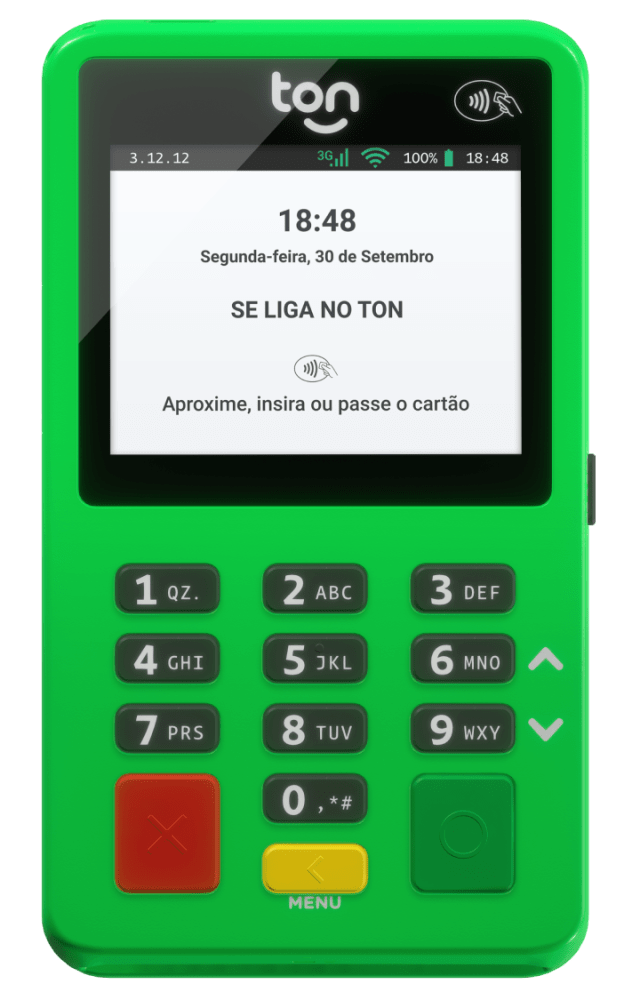 ton
3.12.12 3G 100% 18:48
18:48
Segunda-feira, 30 de Setembro
SE LIGA NO TON
Aproxime, insira ou passe o cartão
1 QZ. 2 ABC 3 DEF
4 GHI 5 JKL 6 MNO
7 PRS 8 TUV 9 WXY
0 ,*#
MENU